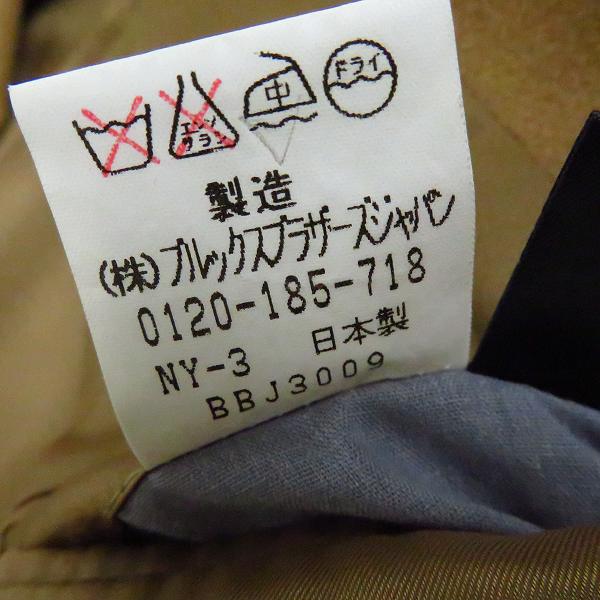 エンソ サラシ 中 ドライ
製造
(株)ブルックスブラザーズジャパン
0120-185-718
NY-3 日本製
BBJ3009